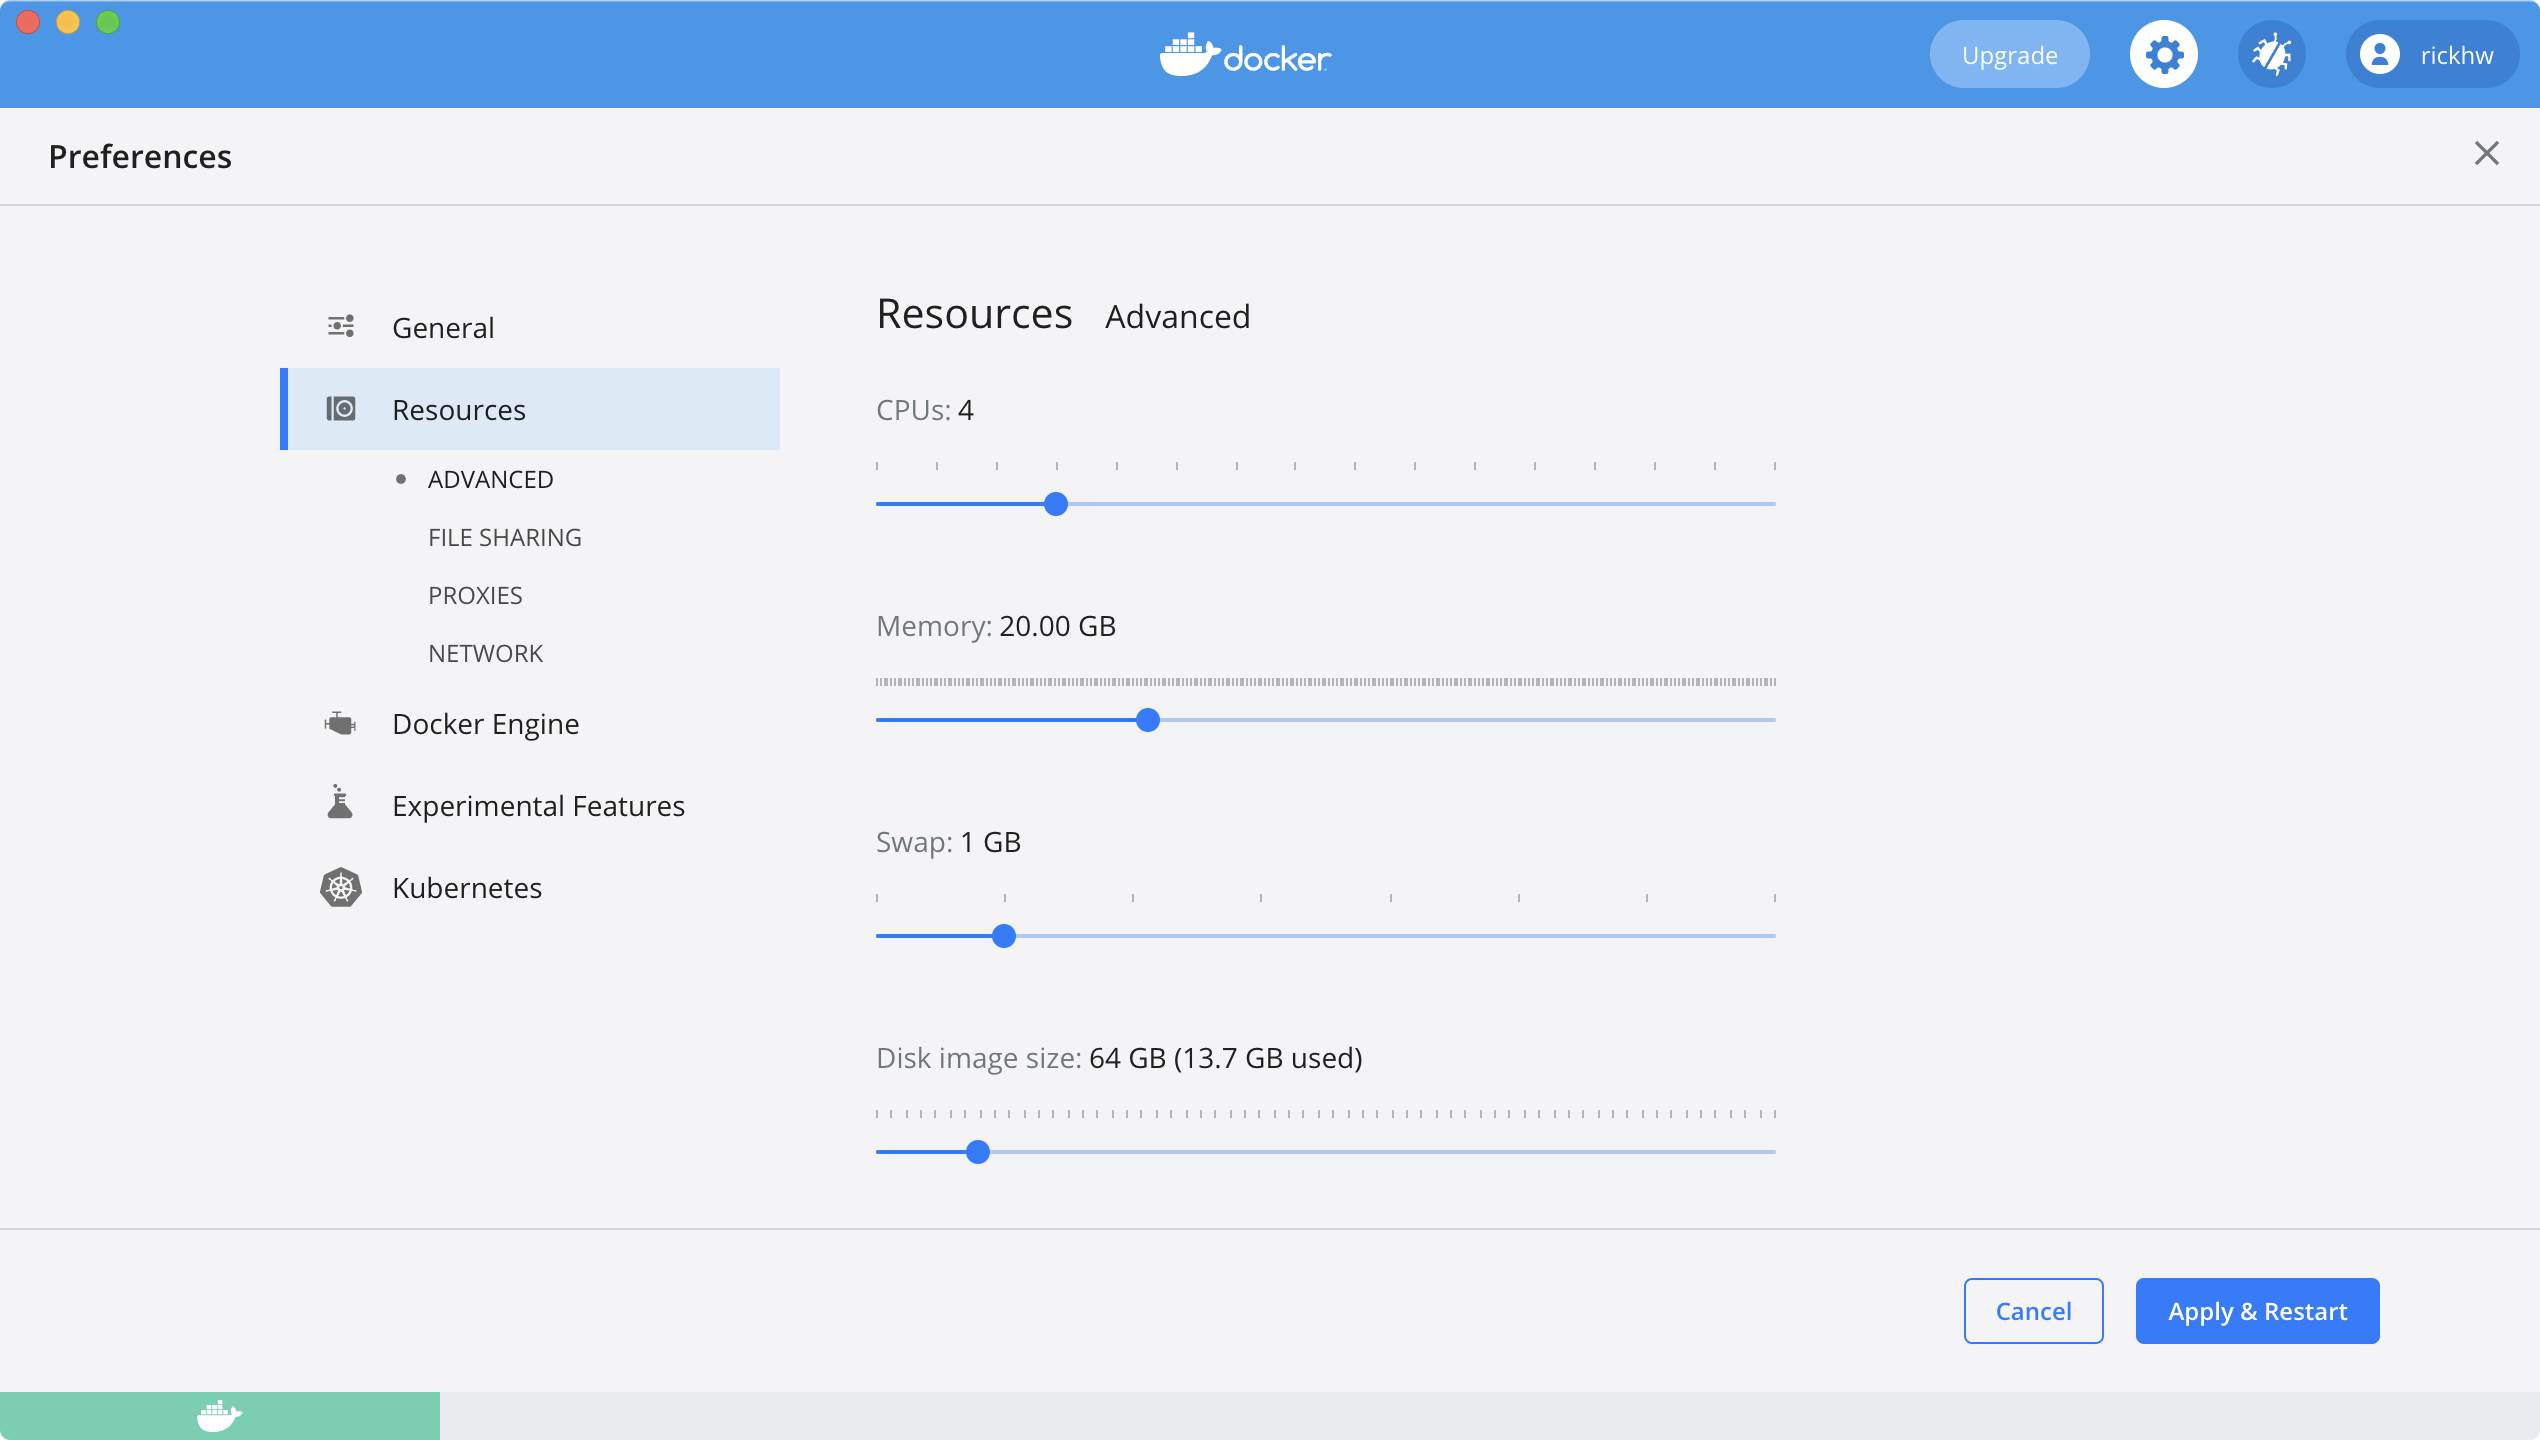 docker
Upgrade
rickhw
Preferences
General
Resources
ADVANCED
FILE SHARING
PROXIES
NETWORK
Docker Engine
Experimental Features
Kubernetes
Resources Advanced
CPUs: 4
Memory: 20.00 GB
Swap: 1 GB
Disk image size: 64 GB (13.7 GB used)
Cancel
Apply & Restart